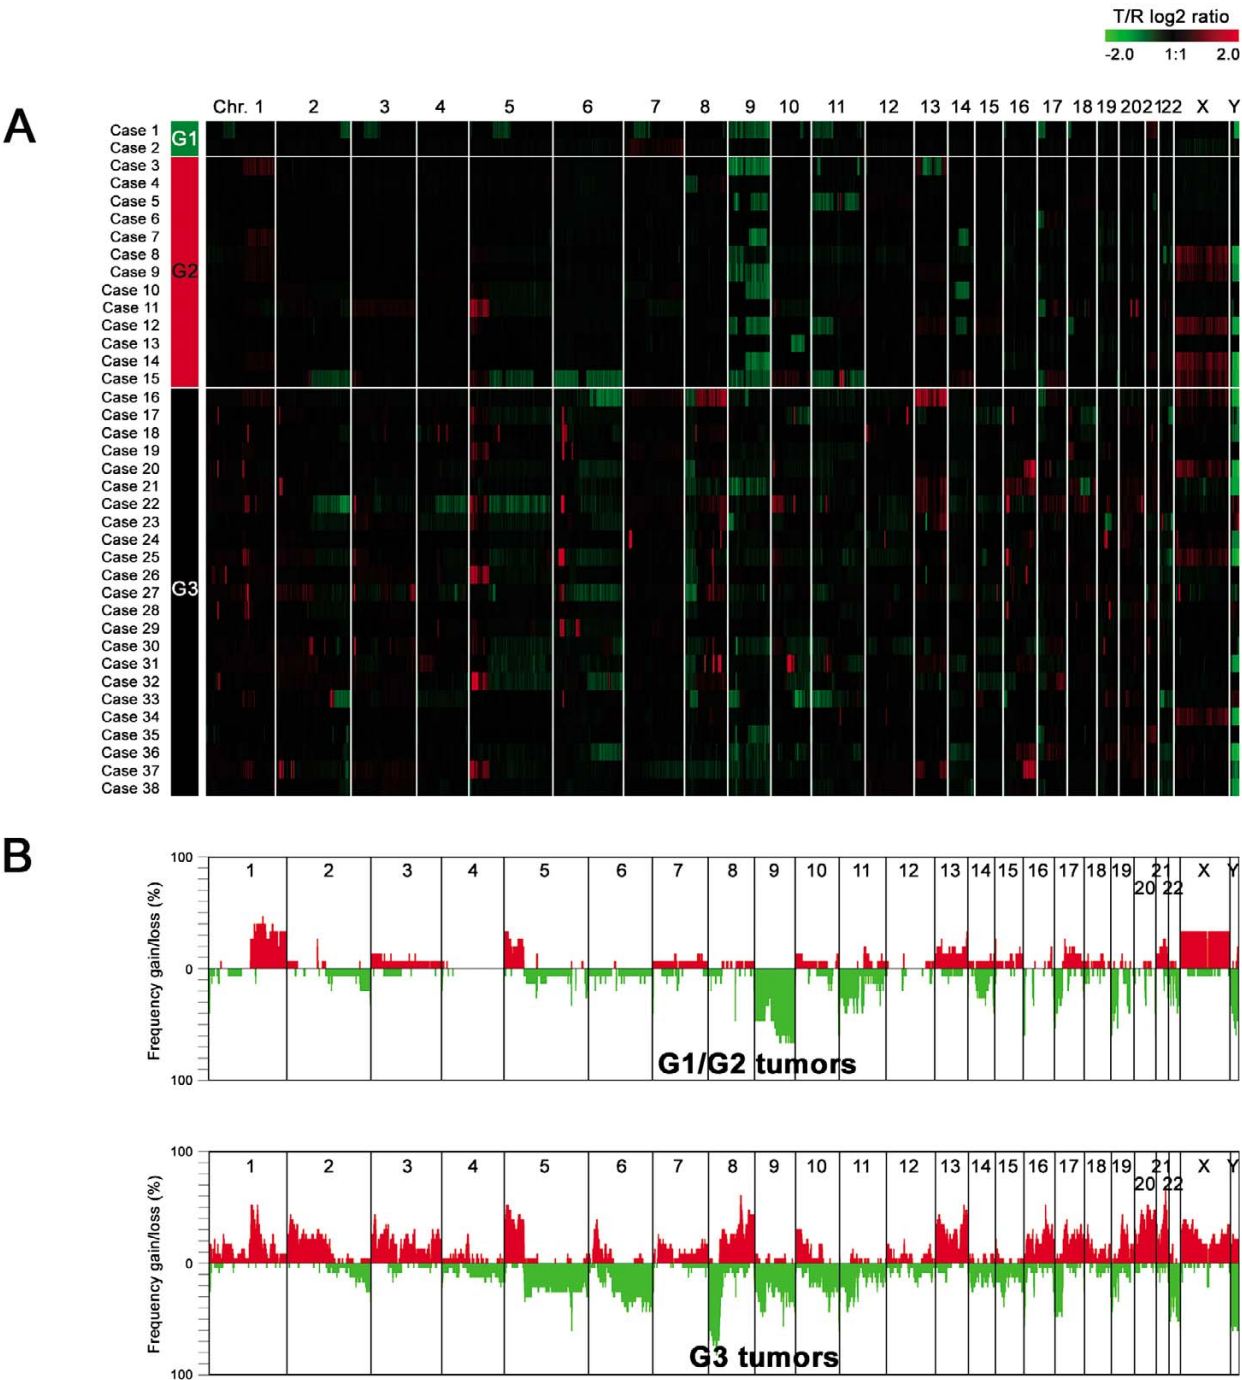 T/R log2 ratio
-2.0 1:1 2.0
A
Chr. 1 2 3 4 5 6 7 8 9 10 11 12 13 14 15 16 17 18 19 20 21 22 X Y
Case 1
G1
Case 2
Case 3
Case 4
Case 5
Case 6
Case 7
Case 8
Case 9
G2
Case 10
Case 11
Case 12
Case 13
Case 14
Case 15
Case 16
Case 17
Case 18
Case 19
Case 20
Case 21
Case 22
Case 23
Case 24
Case 25
Case 26
Case 27
G3
Case 28
Case 29
Case 30
Case 31
Case 32
Case 33
Case 34
Case 35
Case 36
Case 37
Case 38
B
Frequency gain/loss (%)
100
0
100
1 2 3 4 5 6 7 8 9 10 11 12 13 14 15 16 17 18 19 20 21 22 X Y
G1/G2 tumors
Frequency gain/loss (%)
100
0
100
1 2 3 4 5 6 7 8 9 10 11 12 13 14 15 16 17 18 19 20 21 22 X Y
G3 tumors